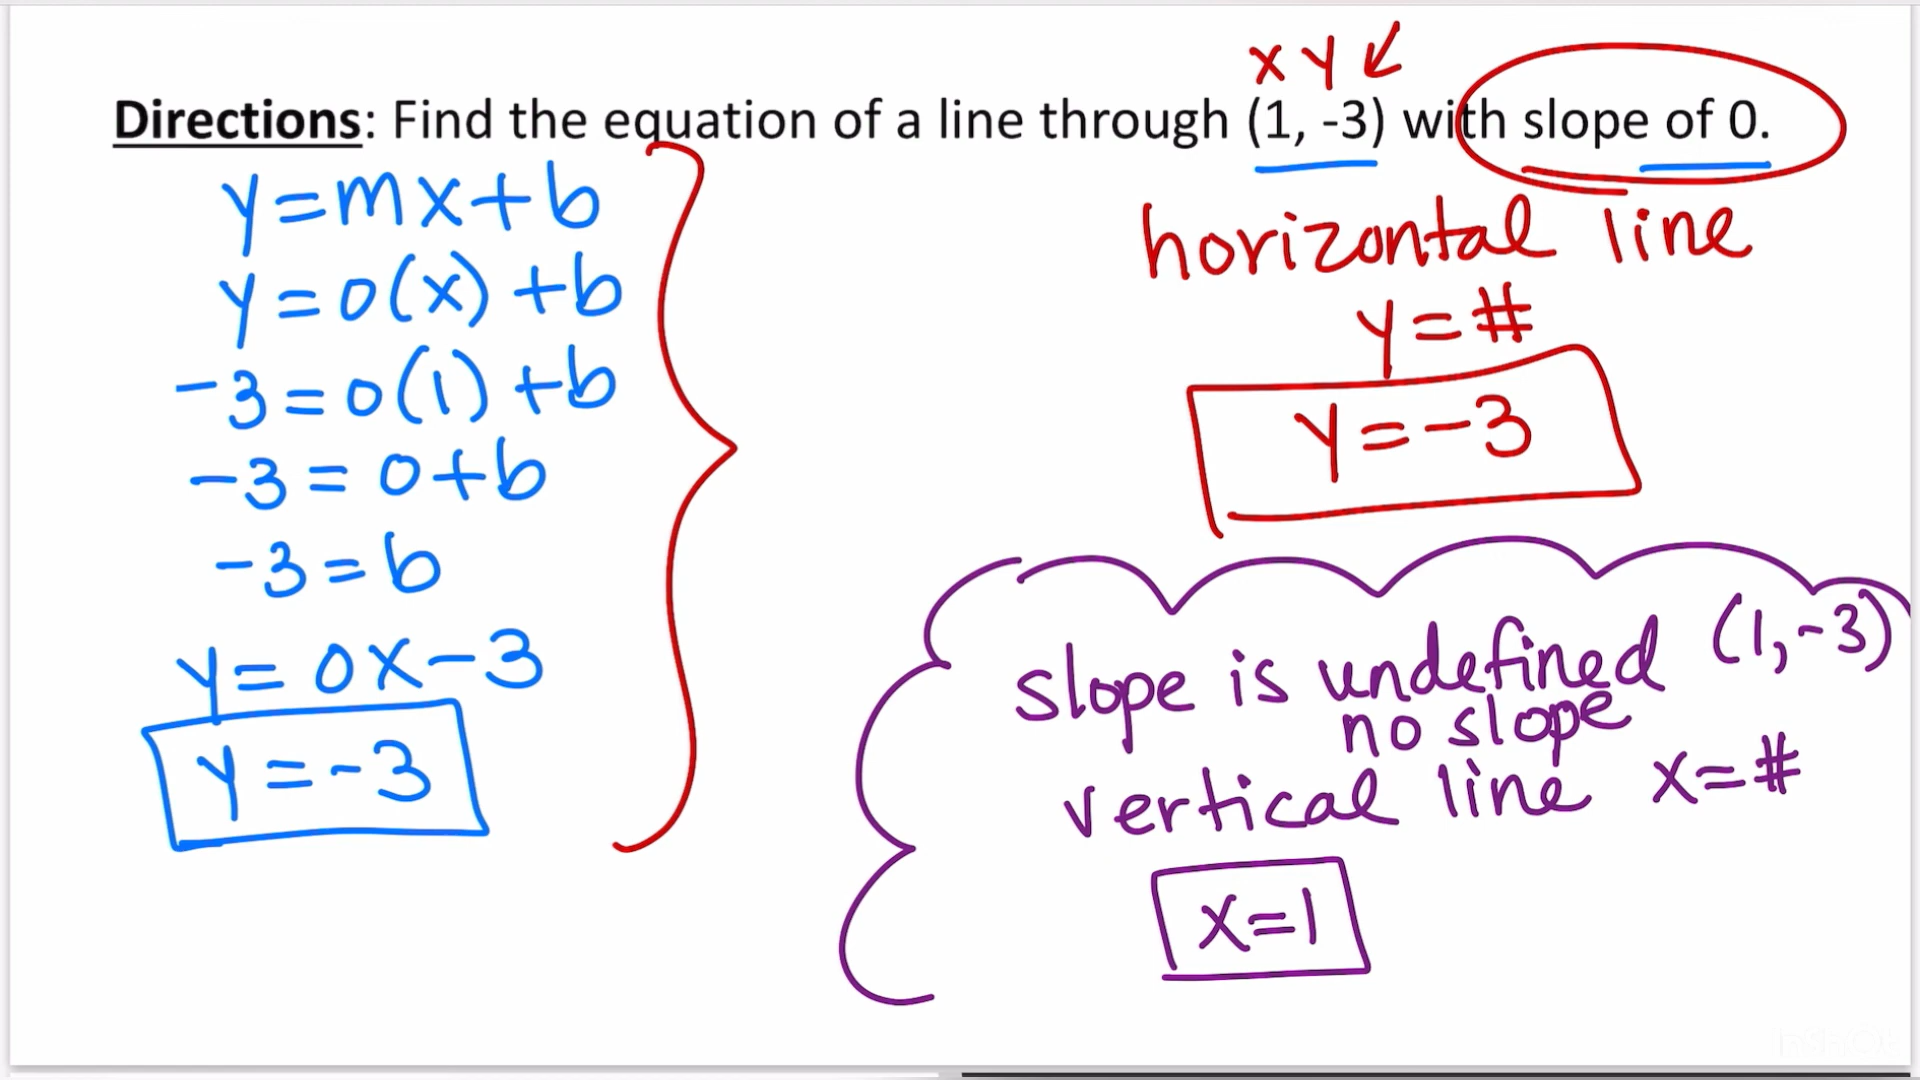 x y
Directions: Find the equation of a line through (1, -3) with slope of 0.
y=mx+b
y=0(x)+b
-3=0(1)+b
-3=0+b
-3=b
y=0x-3
y=-3
horizontal line
y=#
y=-3
slope is undefined (1,-3)
no slope
vertical line x=#
x=1